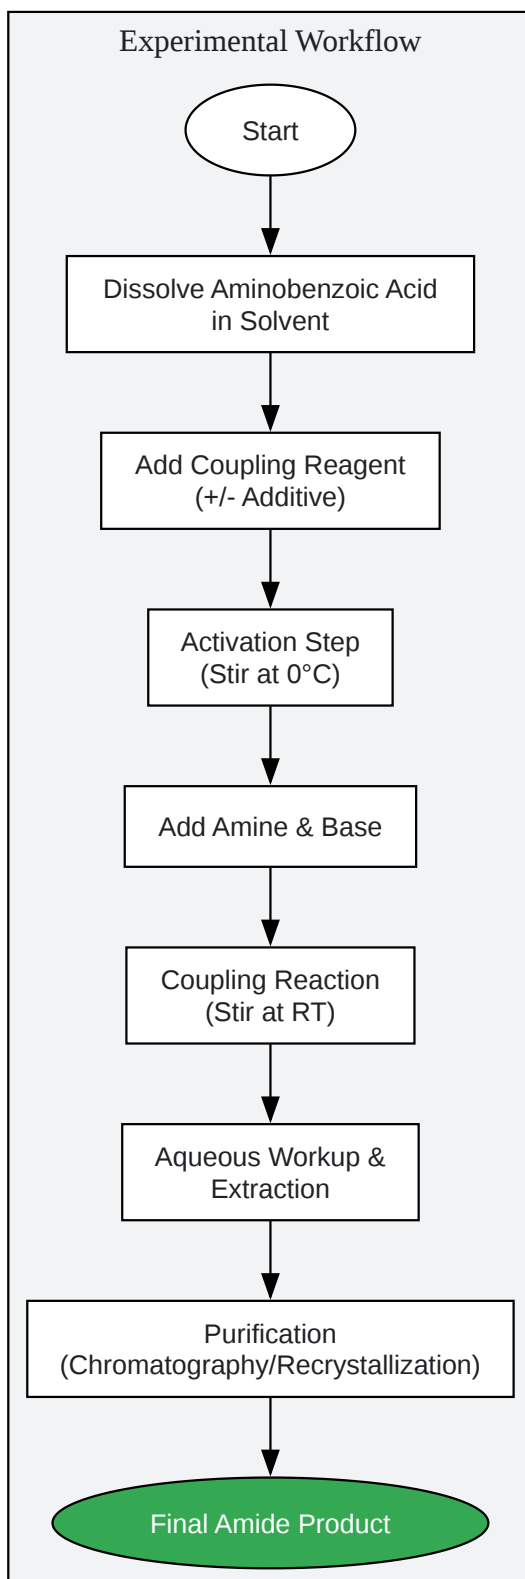 Experimental Workflow
Start
Dissolve Aminobenzoic Acid
in Solvent
Add Coupling Reagent
(+/- Additive)
Activation Step
(Stir at 0°C)
Add Amine & Base
Coupling Reaction
(Stir at RT)
Aqueous Workup &
Extraction
Purification
(Chromatography/Recrystallization)
Final Amide Product